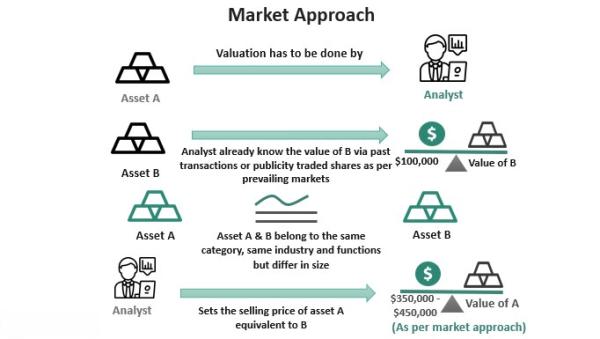 Market Approach
Valuation has to be done by
Asset A
Analyst
Analyst already know the value of B via past
transactions or publicity traded shares as per
prevailing markets
Asset B
$
$100,000
Value of B
Asset A
Asset A & B belong to the same
category, same industry and functions
but differ in size
Asset B
Analyst
Sets the selling price of asset A
equivalent to B
$
$350,000 -
$450,000
Value of A
(As per market approach)